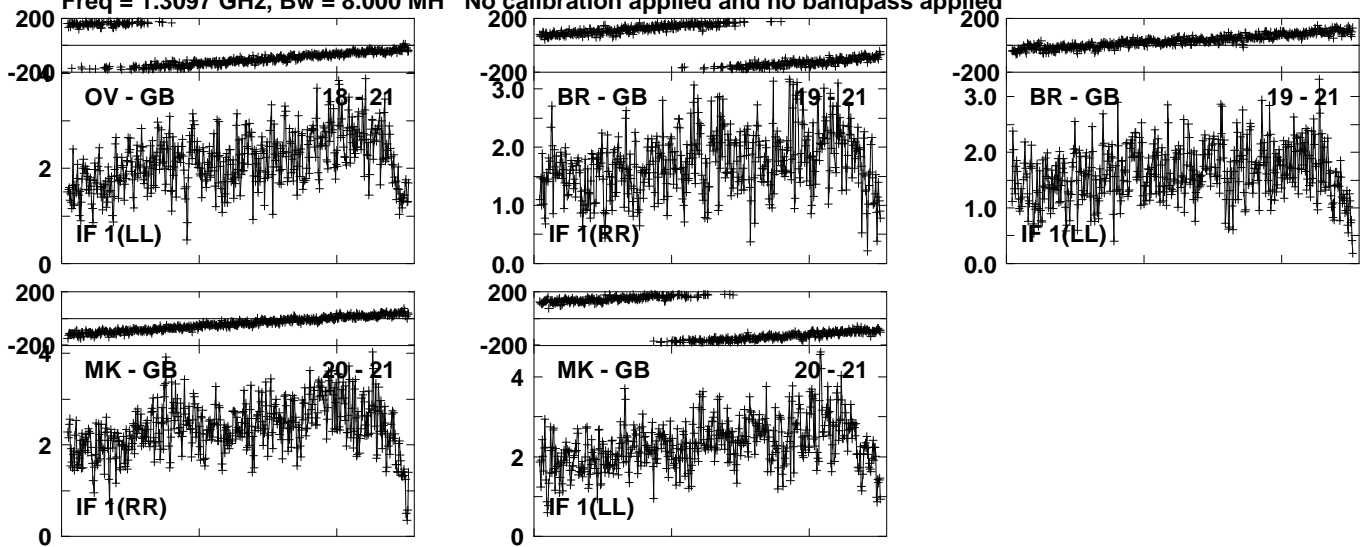 Freq = 1.3097 GHz, Bw = 8.000 MH No calibration applied and no bandpass applied
200
-200
4
2
0
OV - GB 18 - 21
IF 1(LL)
200
-200
3.0
2.0
1.0
0.0
BR - GB 19 - 21
IF 1(RR)
200
-200
3.0
2.0
1.0
0.0
BR - GB 19 - 21
IF 1(LL)
200
-200
4
2
0
MK - GB 20 - 21
IF 1(RR)
200
-200
4
2
0
MK - GB 20 - 21
IF 1(LL)